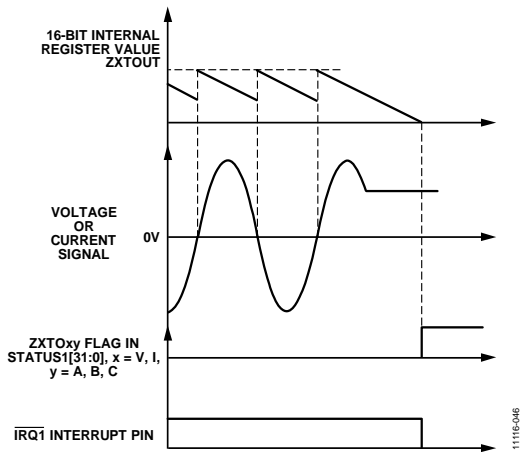 16-BIT INTERNAL
REGISTER VALUE
ZXTOUT
VOLTAGE
OR
CURRENT
SIGNAL
0V
ZXTOxy FLAG IN
STATUS1[31:0], x = V, I,
y = A, B, C
IRQ1 INTERRUPT PIN
11116-046